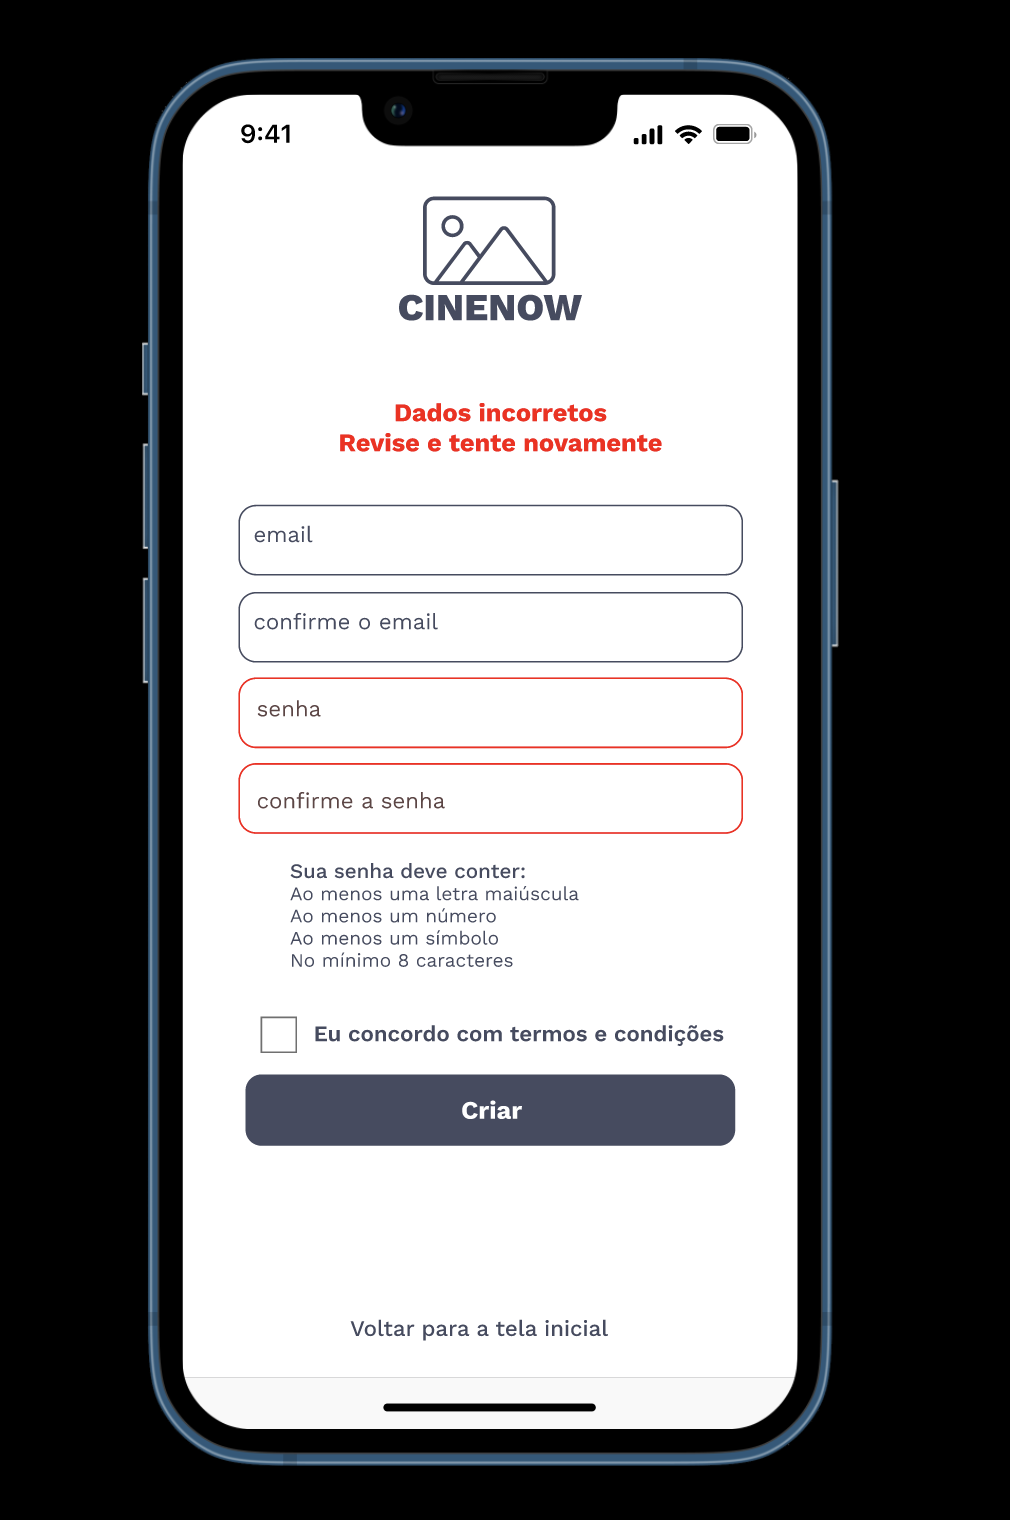 9:41
CINENOW
Dados incorretos
Revise e tente novamente
email
confirme o email
senha
confirme a senha
Sua senha deve conter:
Ao menos uma letra maiúscula
Ao menos um número
Ao menos um símbolo
No mínimo 8 caracteres
Eu concordo com termos e condições
Criar
Voltar para a tela inicial